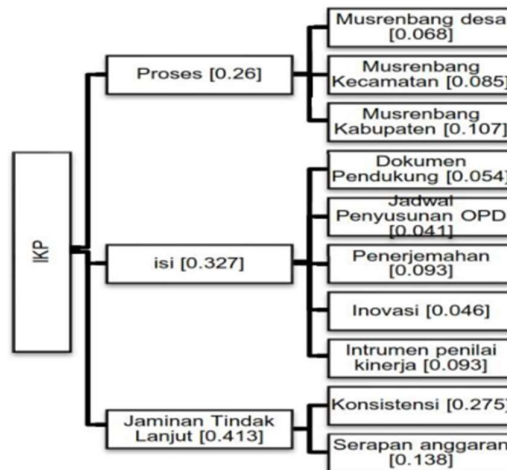 IKP
Proses [0.26]
Musrenbang desa
[0.068]
Musrenbang
Kecamatan [0.085]
Musrenbang
Kabupaten [0.107]
isi [0.327]
Dokumen
Pendukung [0.054]
Jadwal
Penyusunan OPD
[0.041]
Penerjemahan
[0.093]
Inovasi [0.046]
Intrumen penilai
kinerja [0.093]
Jaminan Tindak
Lanjut [0.413]
Konsistensi [0.275]
Serapan anggaran
[0.138]